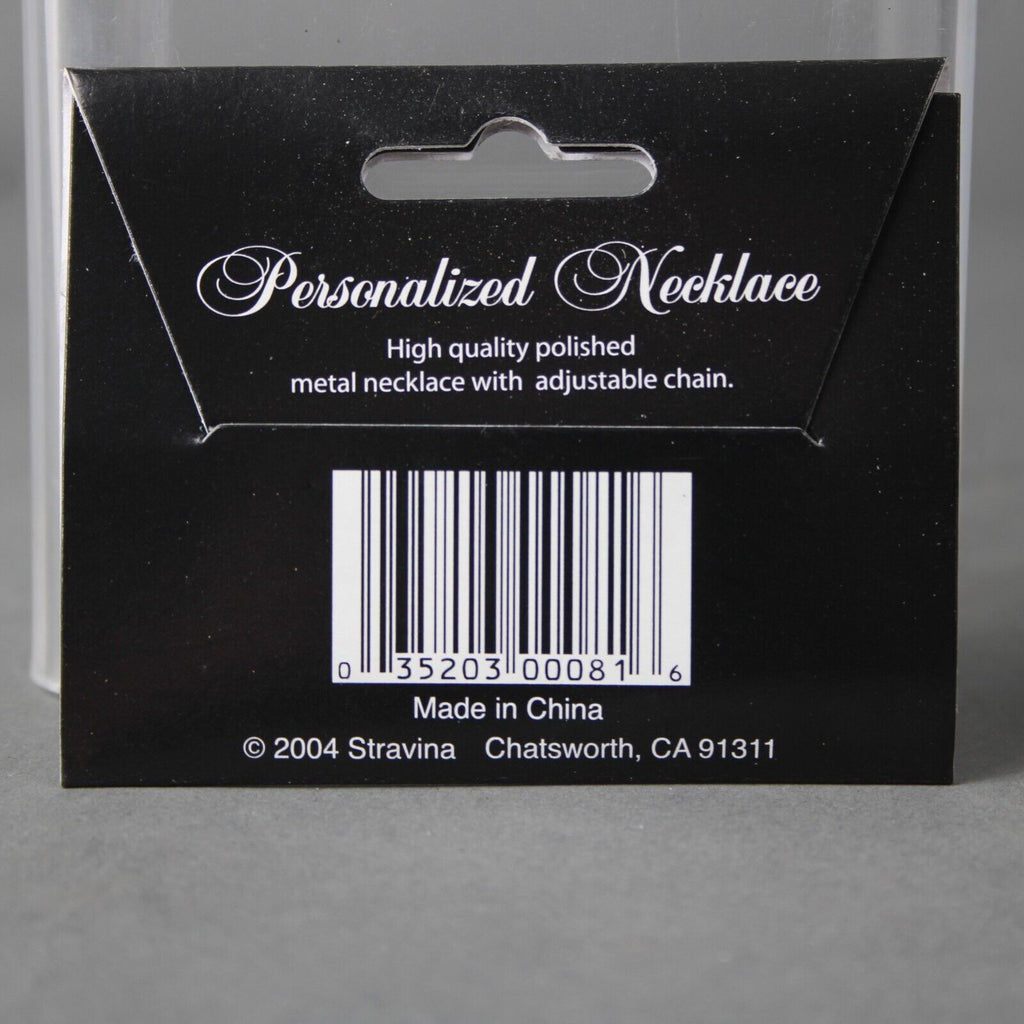 Personalized Necklace
High quality polished
metal necklace with adjustable chain.
0 35203 00081 6
Made in China
© 2004 Stravina Chatsworth, CA 91311